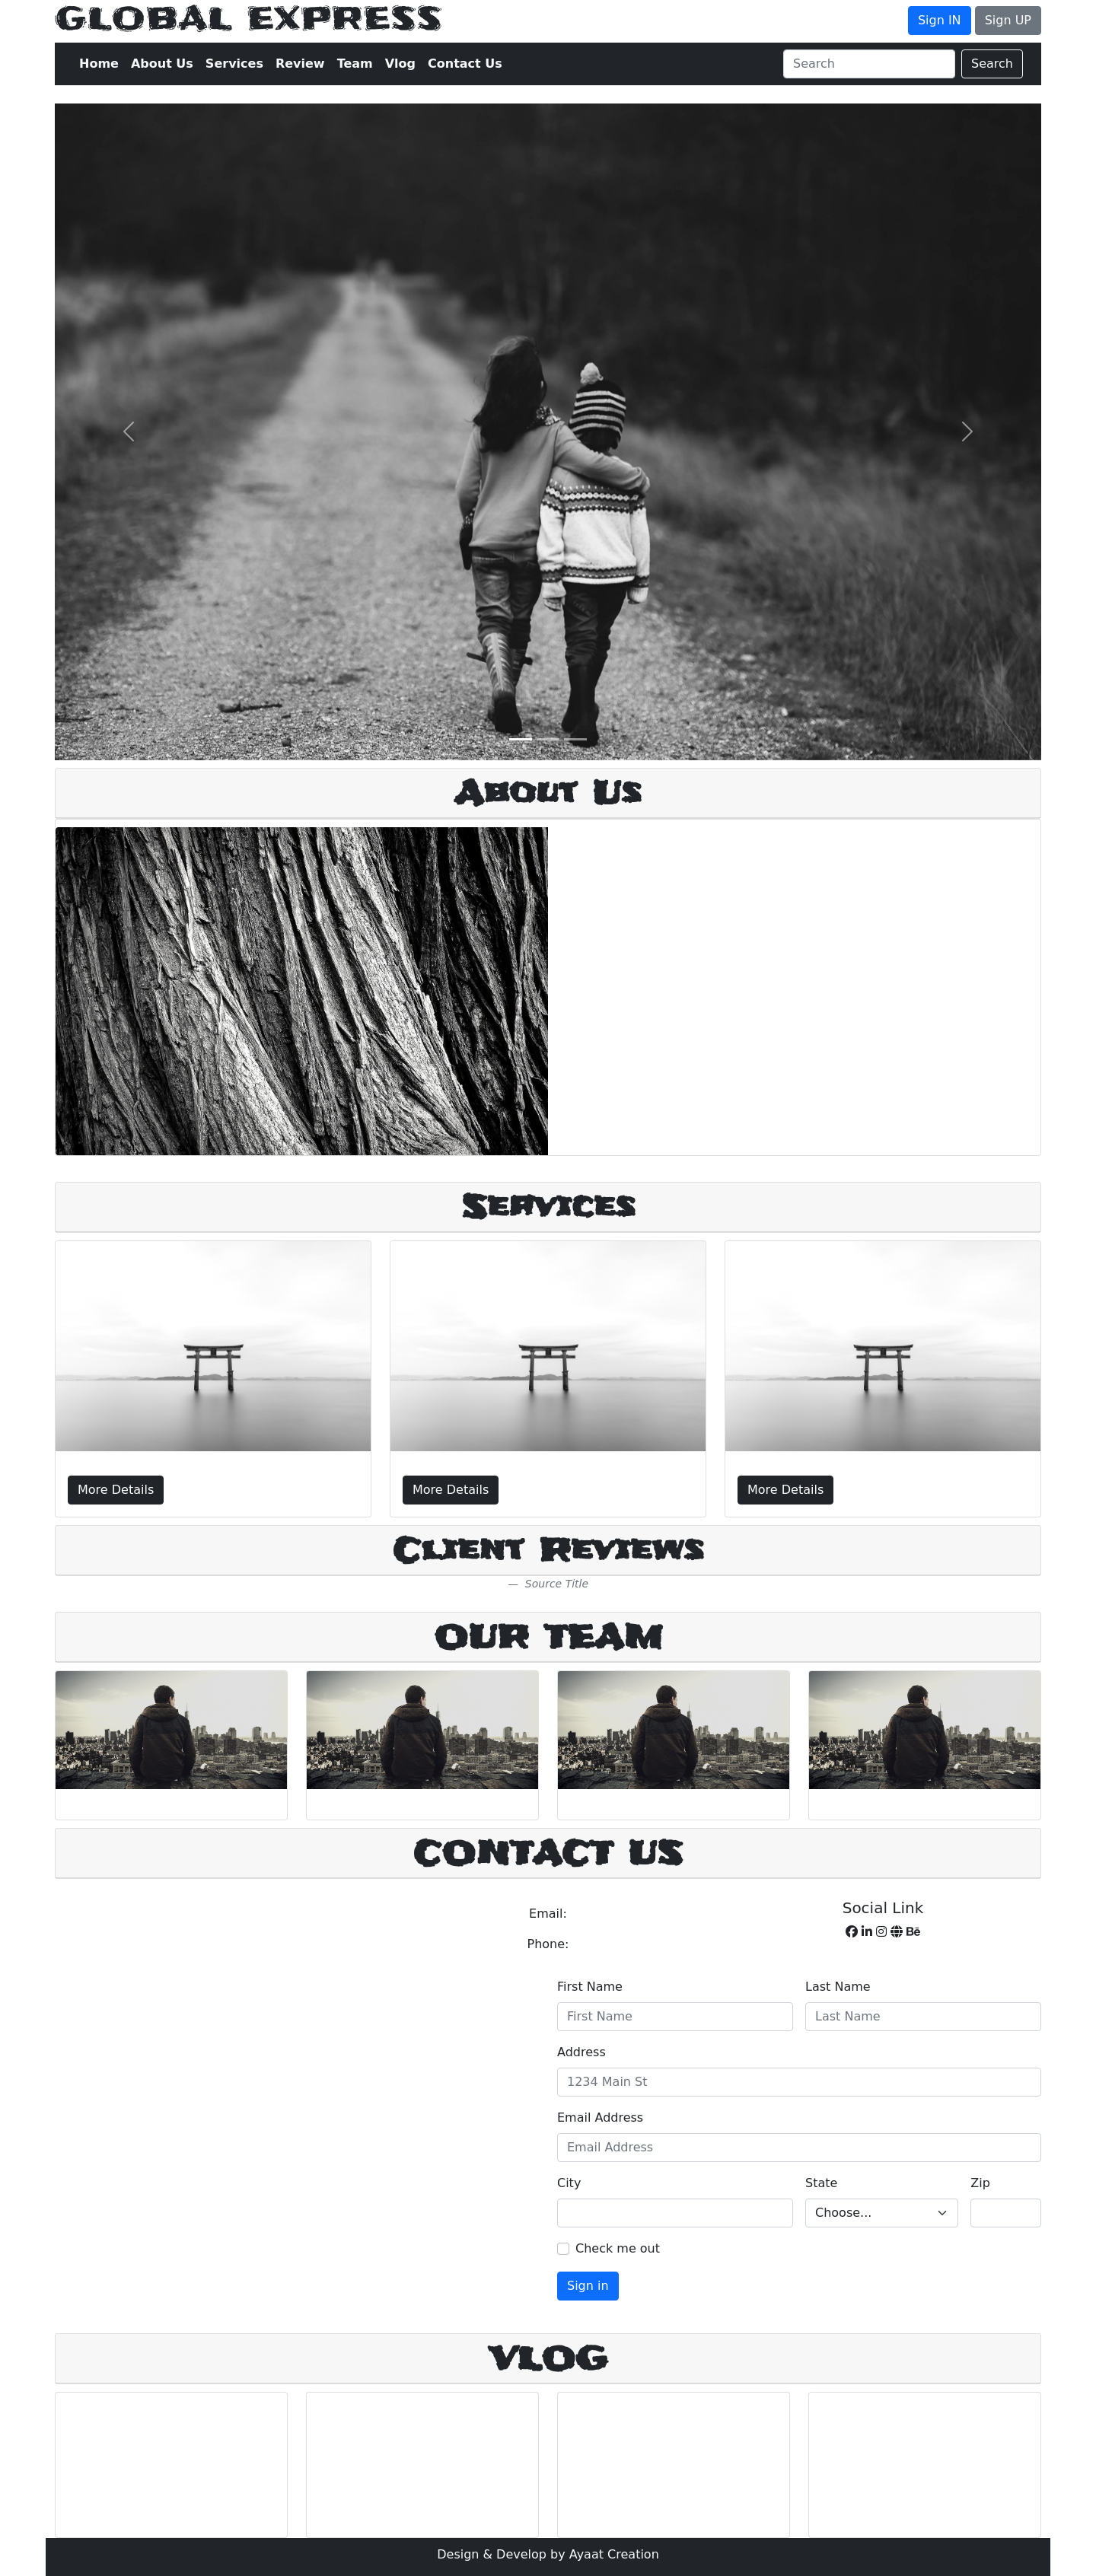 GLOBAL EXPRESS
Sign IN Sign UP
Home About Us Services Review Team Vlog Contact Us Search Search
About Us
Services
More Details More Details More Details
Client Reviews
— Source Title
OUR TEAM
CONTACT US
Email:
Phone:
Social Link
Bē
First Name Last Name
First Name Last Name
Address
1234 Main St
Email Address
Email Address
City State Zip
Choose...
Check me out
Sign in
VLOG
Design & Develop by Ayaat Creation